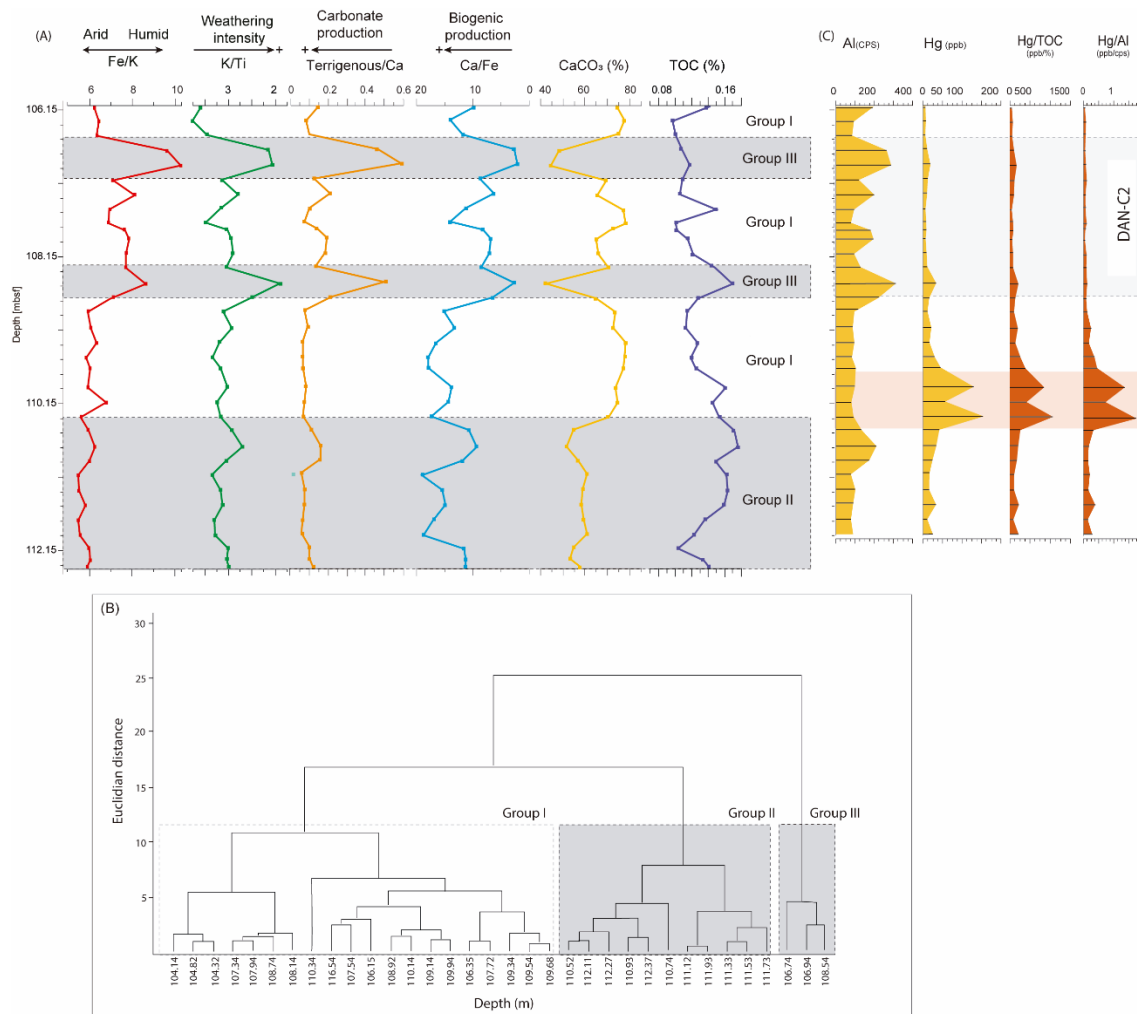 (A)
Arid Humid
Fe/K
Weathering
intensity
+
K/Ti
Carbonate
production
+
Terrigenous/Ca
Biogenic
production
+
Ca/Fe
CaCO₃ (%)
TOC (%)
6 8 10
4 3 2
0 0.2 0.4 0.6
20 10 0
40 60 80 100
0.08 0.16
Depth [mbsf]
106.15
108.15
110.15
112.15
Group I
Group III
Group I
Group III
Group I
Group II
(C)
Al(CPS)
Hg (ppb)
Hg/TOC
(ppb/%)
Hg/Al
(ppb/cps)
0 200 400
0 50 100 200
0 500 1500
0 1
DAN-C2
(B)
Euclidian distance
30
25
20
15
10
5
Group I
Group II
Group III
104.14 104.82 104.32 107.34 107.94 108.74 108.14 110.34 116.54 107.54 106.15 108.92 110.14 109.14 109.94 106.35 107.72 109.34 109.54 109.68 110.52 112.11 112.27 110.93 112.37 110.74 111.12 111.93 111.33 111.53 111.73 106.74 106.94 108.54
Depth (m)